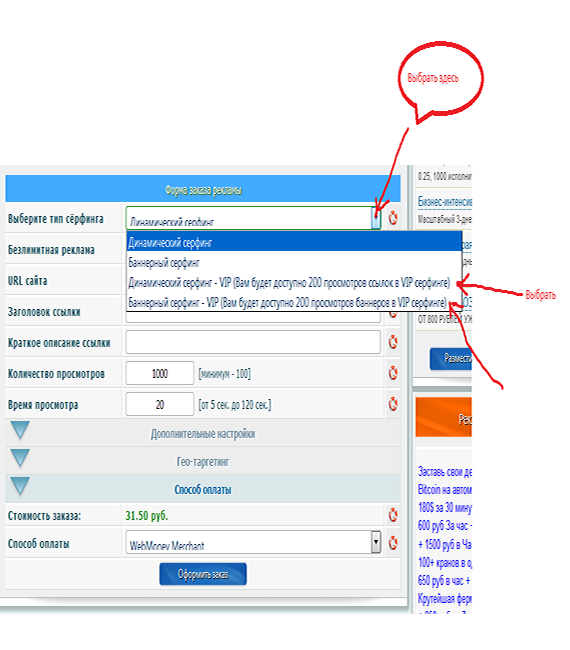 Выбрать здесь
0.25, 1000 исполни
Форма заказа рекламы
Бизнес-интенсив
Масштабный 3-дне
Выберите тип сёрфинга
Динамический серфинг
Динамический серфинг
Безлимитная реклама
Баннерный серфинг
URL сайта
Динамический серфинг - VIP (Вам будет доступно 200 просмотров ссылок в VIP серфинге)
Выбрать
Баннерный серфинг - VIP (Вам будет доступно 200 просмотров баннеров в VIP серфинге)
Заголовок ссылки
ОТ 800 РУБЛЕЙ УЖ
Краткое описание ссылки
Размести
Количество просмотров
1000
[минимум - 100]
Время просмотра
20
[от 5 сек. до 120 сек.]
Рек
Дополнительные настройки
Гео-таргетинг
Способ оплаты
Заставь свои де
Bitcoin на автом
180$ за 30 мину
Стоимость заказа:
31.50 руб.
600 руб За час -
Способ оплаты
WebMoney Merchant
+ 1500 руб в Ча
100+ кранов в од
Оформить заказ
650 руб в час +
Крутейшая ферм